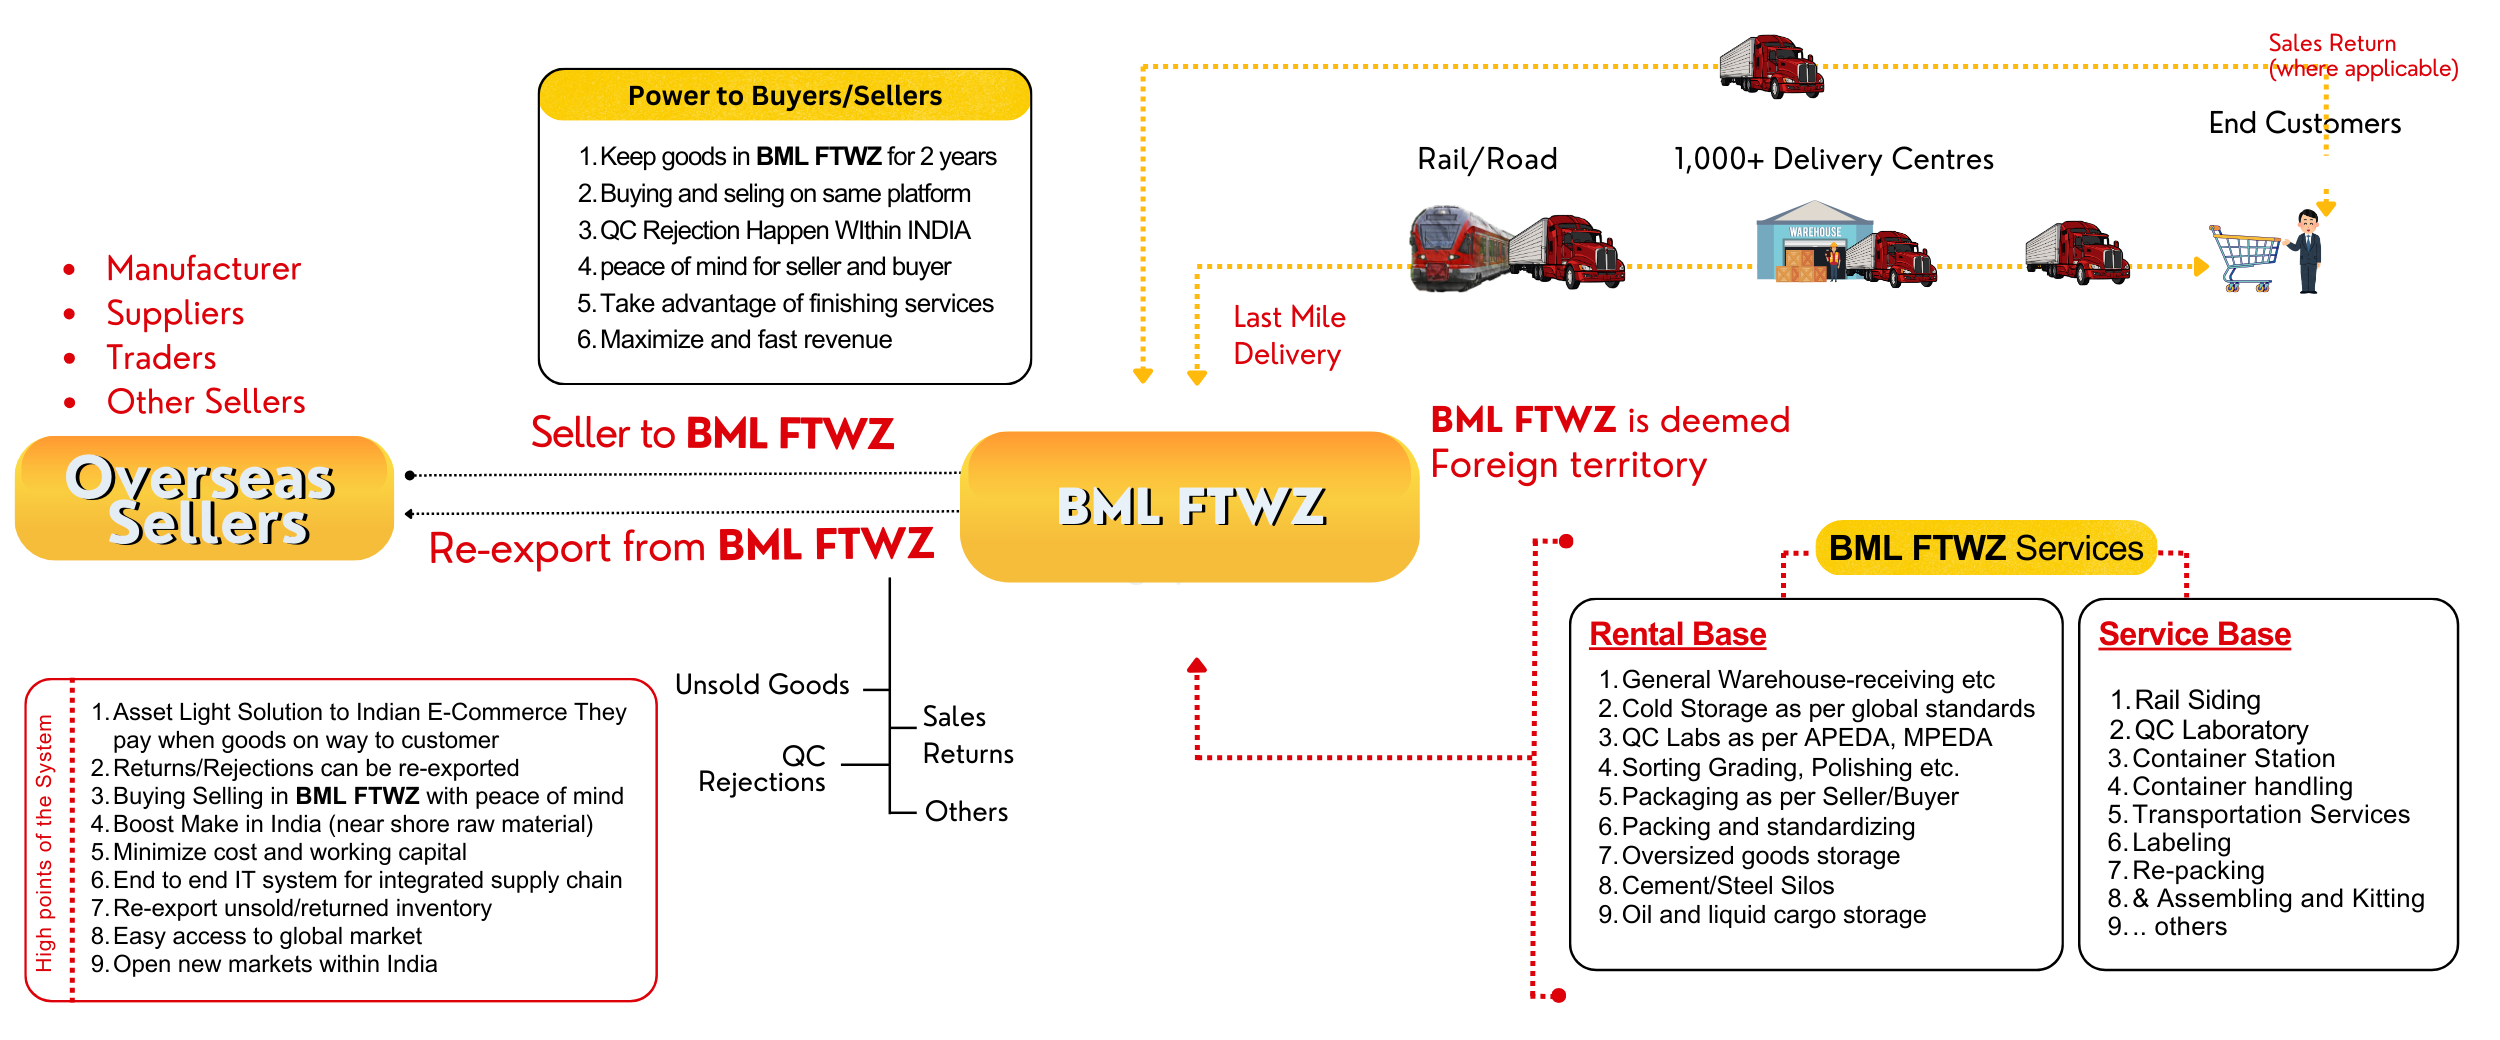 Sales Return
(where applicable)
End Customers
Power to Buyers/Sellers
1. Keep goods in BML FTWZ for 2 years
2. Buying and seling on same platform
3. QC Rejection Happen WIthin INDIA
4. peace of mind for seller and buyer
5. Take advantage of finishing services
6. Maximize and fast revenue
Rail/Road
1,000+ Delivery Centres
WAREHOUSE
Last Mile
Delivery
• Manufacturer
• Suppliers
• Traders
• Other Sellers
Overseas
Sellers
Seller to BML FTWZ
Re-export from BML FTWZ
BML FTWZ
BML FTWZ is deemed
Foreign territory
Unsold Goods
Sales
Returns
QC
Rejections
Others
High points of the System
1. Asset Light Solution to Indian E-Commerce They
pay when goods on way to customer
2. Returns/Rejections can be re-exported
3. Buying Selling in BML FTWZ with peace of mind
4. Boost Make in India (near shore raw material)
5. Minimize cost and working capital
6. End to end IT system for integrated supply chain
7. Re-export unsold/returned inventory
8. Easy access to global market
9. Open new markets within India
BML FTWZ Services
Rental Base
1. General Warehouse-receiving etc
2. Cold Storage as per global standards
3. QC Labs as per APEDA, MPEDA
4. Sorting Grading, Polishing etc.
5. Packaging as per Seller/Buyer
6. Packing and standardizing
7. Oversized goods storage
8. Cement/Steel Silos
9. Oil and liquid cargo storage
Service Base
1. Rail Siding
2. QC Laboratory
3. Container Station
4. Container handling
5. Transportation Services
6. Labeling
7. Re-packing
8. & Assembling and Kitting
9. .. others